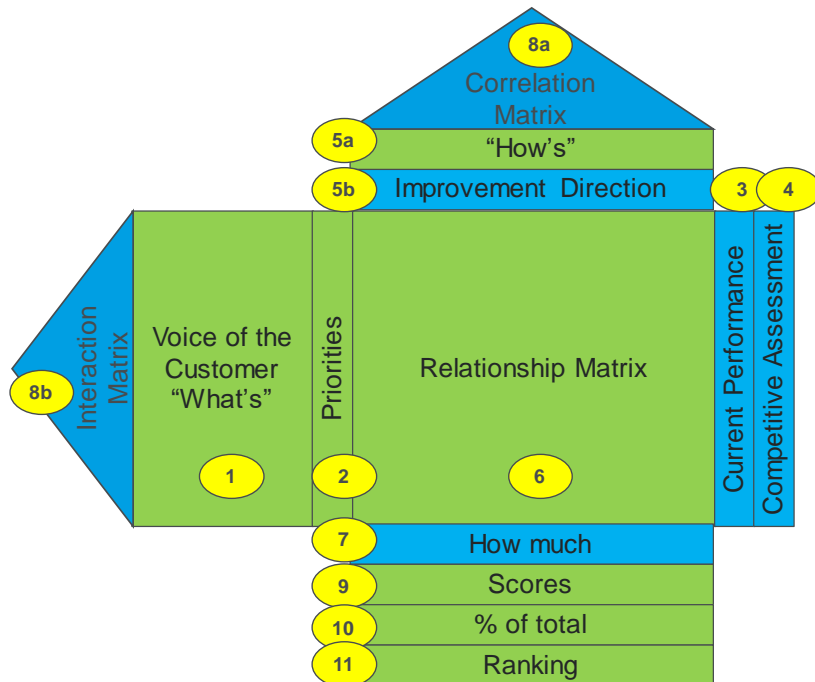 8a
Correlation
Matrix
5a
“How’s”
5b
Improvement Direction
3
4
Interaction
Matrix
8b
Voice of the
Customer
“What’s”
1
Priorities
2
Relationship Matrix
6
Current Performance
Competitive Assessment
7
How much
9
Scores
10
% of total
11
Ranking